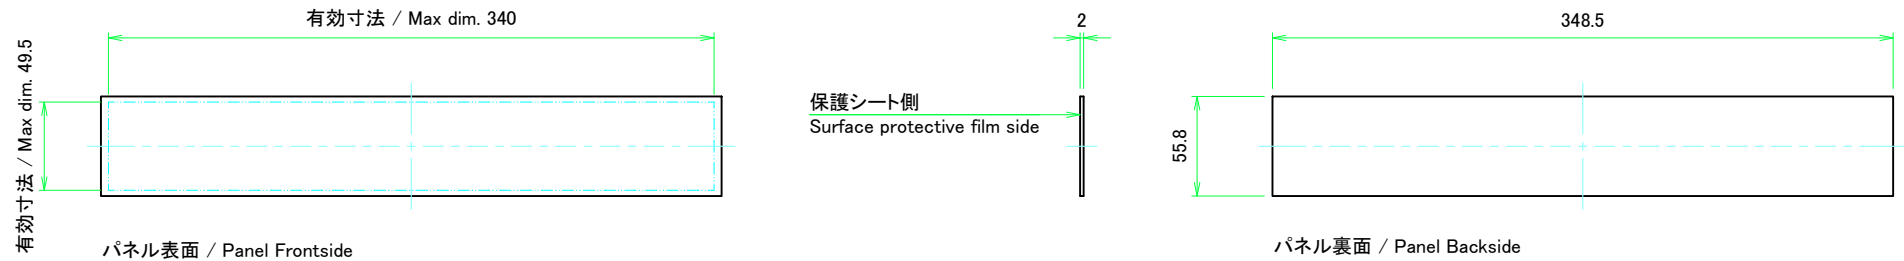 有効寸法 / Max dim. 340
有効寸法 / Max dim. 49.5
パネル表面 / Panel Frontside
2
保護シート側
Surface protective film side
348.5
55.8
パネル裏面 / Panel Backside